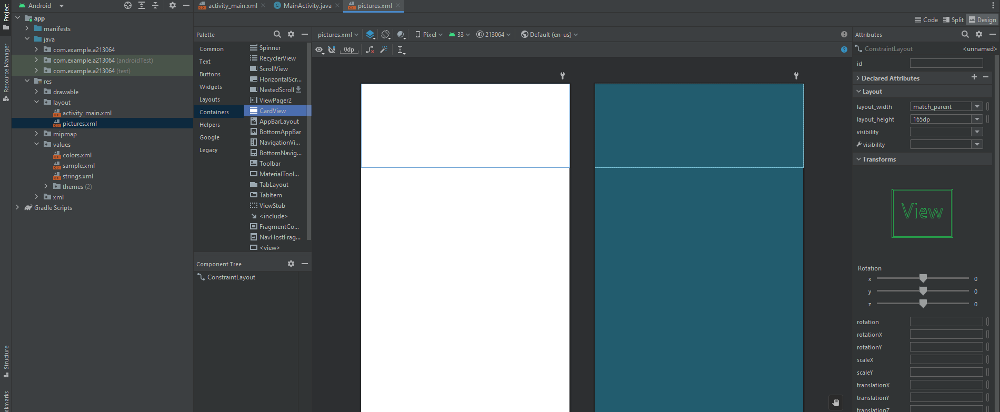 Project
Resource Manager
Structure
okmarks
Android
app
manifests
java
com.example.a213064
com.example.a213064 (androidTest)
com.example.a213064 (test)
res
drawable
layout
activity_main.xml
pictures.xml
mipmap
values
colors.xml
sample.xml
strings.xml
themes (2)
xml
Gradle Scripts
activity_main.xml
MainActivity.java
pictures.xml
Code
Split
Design
Palette
Common
Text
Buttons
Widgets
Layouts
Containers
Helpers
Google
Legacy
Spinner
RecyclerView
ScrollView
HorizontalScr...
NestedScroll
ViewPager2
CardView
AppBarLayout
BottomAppBar
NavigationVi...
BottomNavig...
Toolbar
MaterialTool...
TabLayout
TabItem
ViewStub
<include>
FragmentCo...
NavHostFrag...
<view>
Component Tree
ConstraintLayout
pictures.xml
Pixel
33
213064
Default (en-us)
0dp
Attributes
ConstraintLayout
<unnamed>
id
Declared Attributes
Layout
layout_width
match_parent
layout_height
165dp
visibility
visibility
Transforms
View
Rotation
x
0
y
0
z
0
rotation
rotationX
rotationY
scaleX
scaleY
translationX
translationY
translationZ